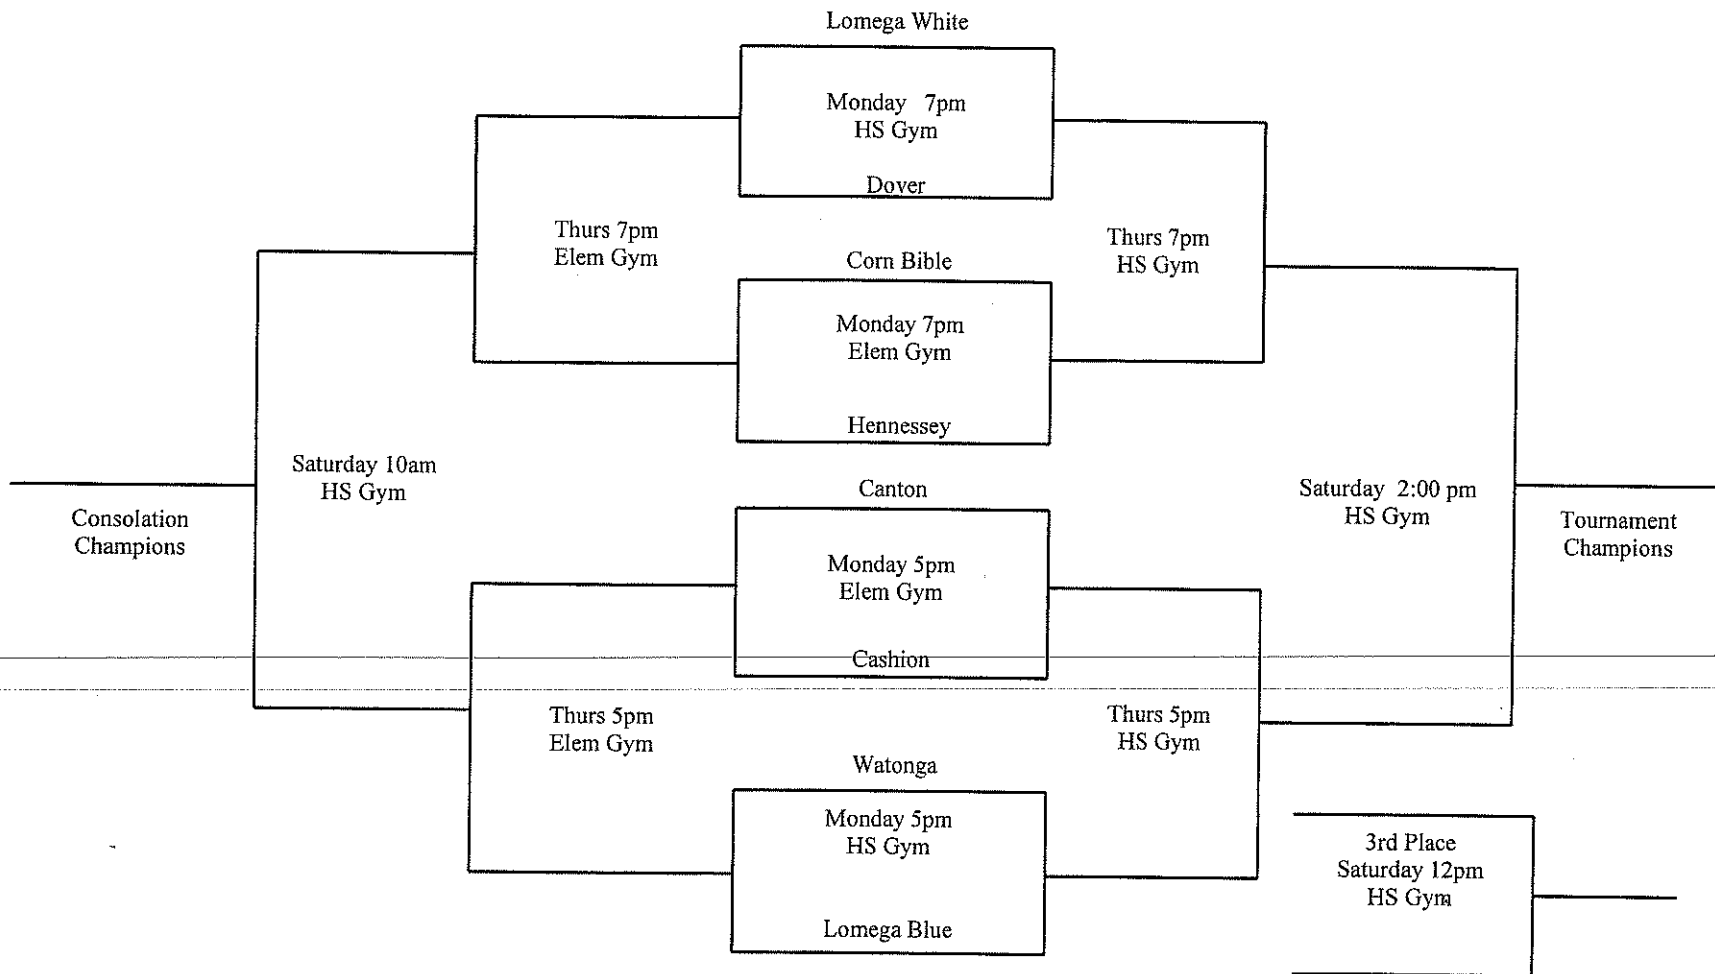 Lomega White
Monday 7pm
HS Gym
Dover
Thurs 7pm
Elem Gym
Corn Bible
Thurs 7pm
HS Gym
Monday 7pm
Elem Gym
Hennessey
Saturday 10am
HS Gym
Canton
Saturday 2:00 pm
HS Gym
Consolation
Champions
Tournament
Champions
Monday 5pm
Elem Gym
Cashion
Thurs 5pm
Elem Gym
Thurs 5pm
HS Gym
Watonga
Monday 5pm
HS Gym
Lomega Blue
3rd Place
Saturday 12pm
HS Gym